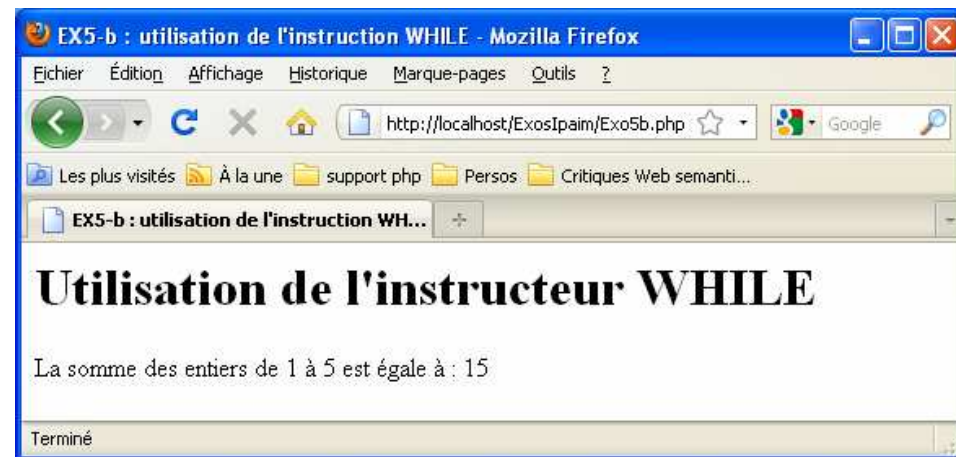 EX5-b : utilisation de l'instruction WHILE - Mozilla Firefox
Fichier Édition Affichage Historique Marque-pages Outils ?
http://localhost/ExosIpaim/Exo5b.php Google
Les plus visités À la une support php Persos Critiques Web semanti...
EX5-b : utilisation de l'instruction WH...
Utilisation de l'instructeur WHILE
La somme des entiers de 1 à 5 est égale à : 15
Terminé